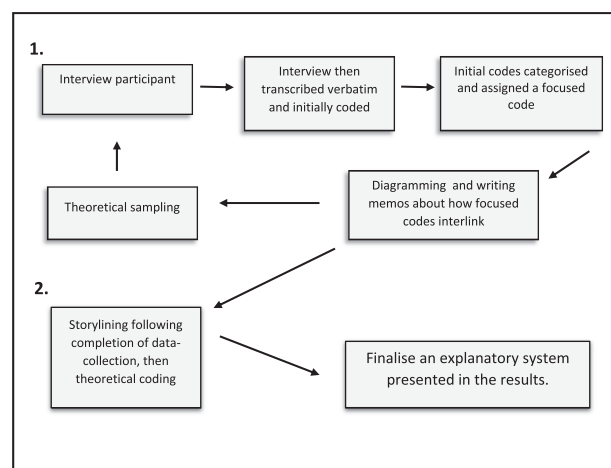 1.
Interview participant
Interview then
transcribed verbatim
and initially coded
Initial codes categorised
and assigned a focused
code
Diagramming and writing
memos about how focused
codes interlink
Theoretical sampling
2.
Storylining following
completion of data-
collection, then
theoretical coding
Finalise an explanatory system
presented in the results.